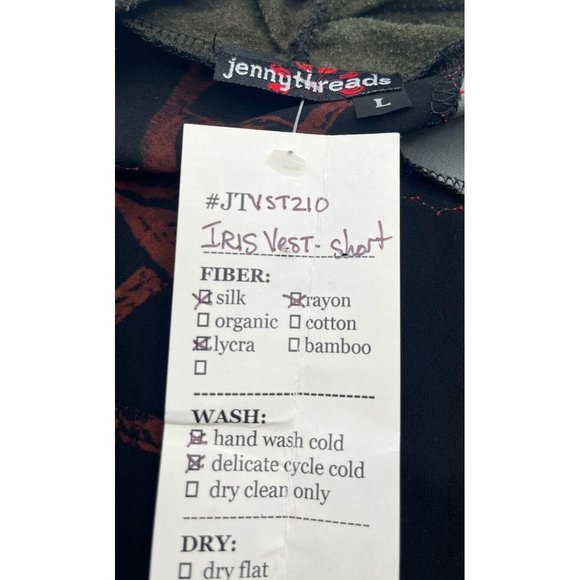 jennythreads
L
#JTVST210
IRIS VEST - short
FIBER:
silk rayon
organic cotton
lycra bamboo
WASH:
hand wash cold
delicate cycle cold
dry clean only
DRY:
dry flat